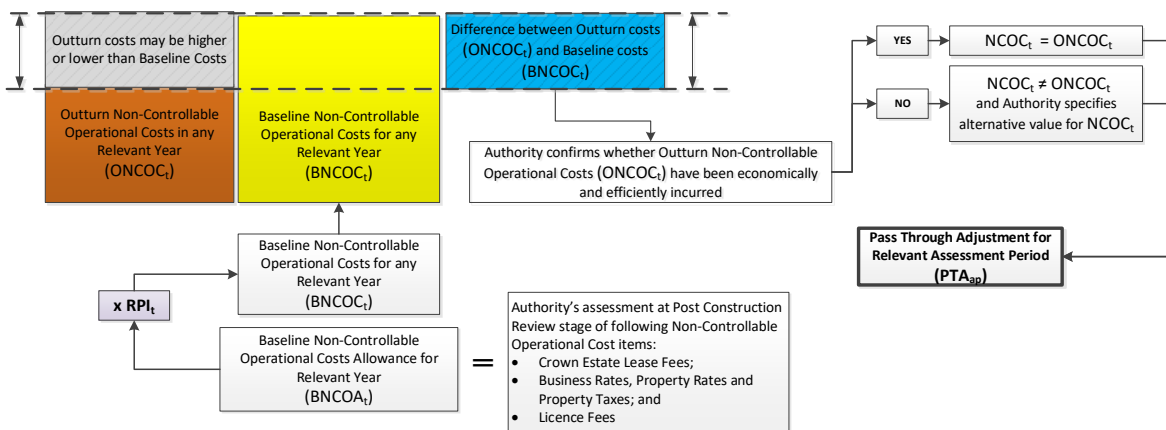 Outturn costs may be higher
or lower than Baseline Costs
Outturn Non-Controllable
Operational Costs in any
Relevant Year
(ONCOCt)
Baseline Non-Controllable
Operational Costs for any
Relevant Year
(BNCOCt)
Difference between Outturn costs
(ONCOCt) and Baseline costs
(BNCOCt)
Authority confirms whether Outturn Non-Controllable
Operational Costs (ONCOCt) have been economically
and efficiently incurred
YES
NCOCt = ONCOCt
NO
NCOCt ≠ ONCOCt
and Authority specifies
alternative value for NCOCt
Pass Through Adjustment for
Relevant Assessment Period
(PTAap)
Baseline Non-Controllable
Operational Costs for any
Relevant Year
(BNCOCt)
x RPIt
Baseline Non-Controllable
Operational Costs Allowance for
Relevant Year
(BNCOAt)
=
Authority's assessment at Post Construction
Review stage of following Non-Controllable
Operational Cost items:
• Crown Estate Lease Fees;
• Business Rates, Property Rates and
Property Taxes; and
• Licence Fees